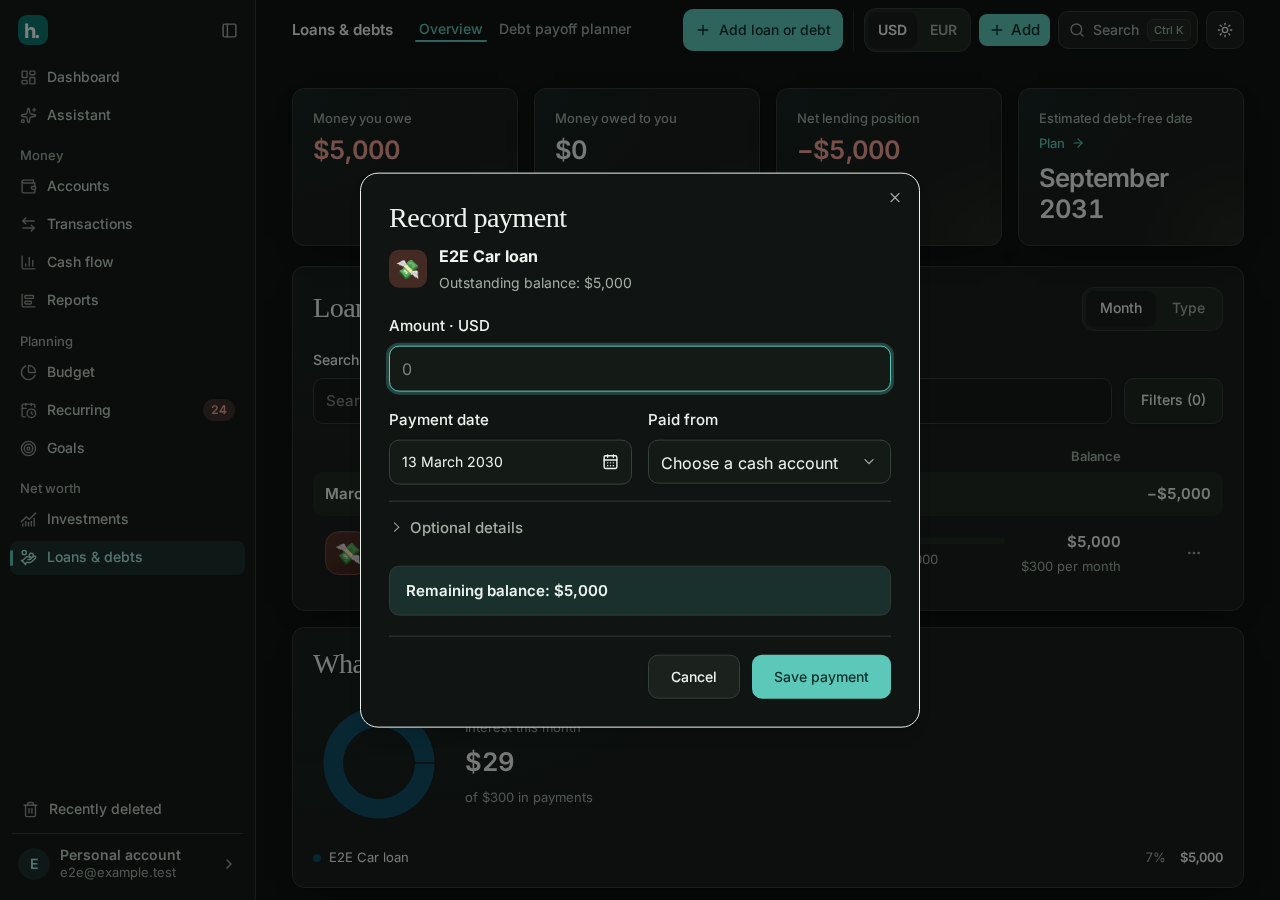 h.
Loans & debts
Overview
Debt payoff planner
Add loan or debt
USD
EUR
Add
Search
Ctrl K
Dashboard
Assistant
Money
Accounts
Transactions
Cash flow
Reports
Planning
Budget
Recurring
24
Goals
Net worth
Investments
Loans & debts
Recently deleted
E
Personal account
e2e@example.test
Money you owe
$5,000
Money owed to you
$0
Net lending position
–$5,000
Estimated debt-free date
Plan
September
2031
Month
Type
Search
Filters (0)
Balance
–$5,000
$5,000
$300 per month
Record payment
E2E Car loan
Outstanding balance: $5,000
Amount · USD
0
Payment date
Paid from
13 March 2030
Choose a cash account
Optional details
Remaining balance: $5,000
Cancel
Save payment
interest this month
$29
of $300 in payments
E2E Car loan
7%
$5,000